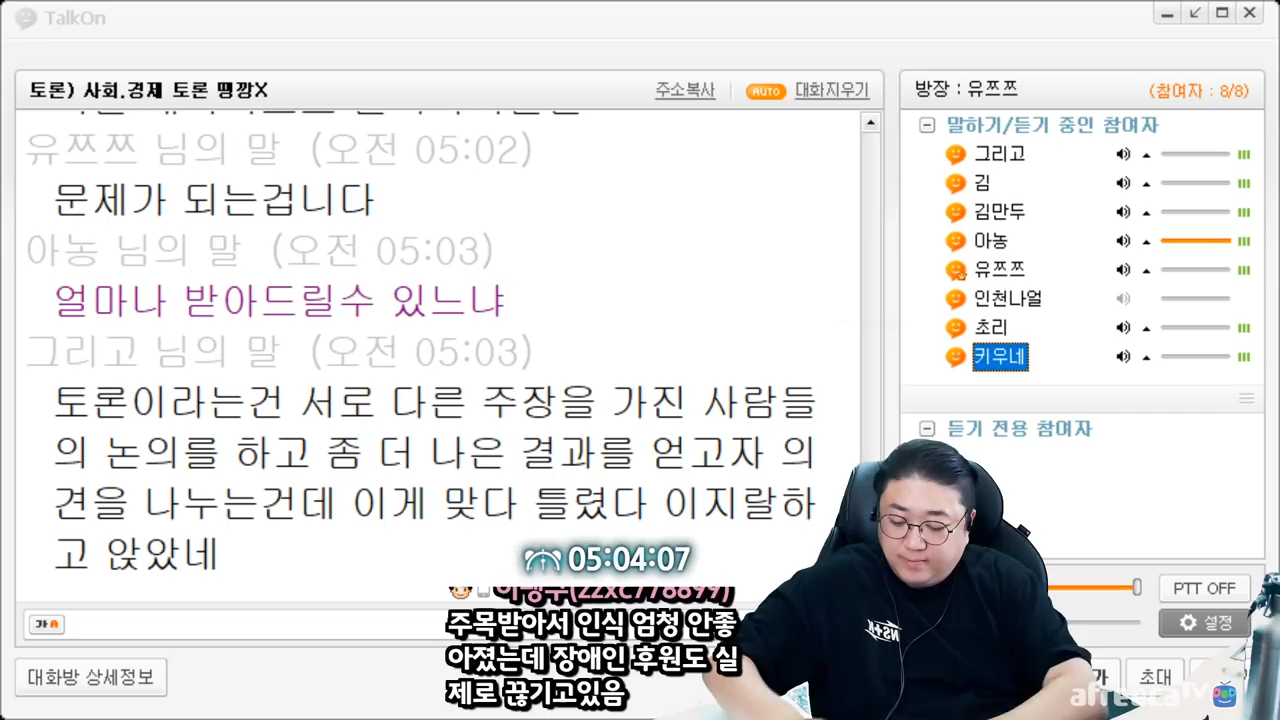 TalkOn
토론) 사회.경제 토론 땡깡X
주소복사
AUTO
대화지우기
유쯔쯔 님의 말 (오전 05:02)
문제가 되는겁니다
아농 님의 말 (오전 05:03)
얼마나 받아드릴수 있느냐
그리고 님의 말 (오전 05:03)
토론이라는건 서로 다른 주장을 가진 사람들
의 논의를 하고 좀 더 나은 결과를 얻고자 의
견을 나누는건데 이게 맞다 틀렸다 이지랄하
고 앉았네
방장 : 유쯔쯔
(참여자 : 8/8)
말하기/듣기 중인 참여자
그리고
김
김만두
아농
유쯔쯔
인천나얼
초리
키우네
듣기 전용 참여자
05:04:07
주목받아서 인식 엄청 안좋
아졌는데 장애인 후원도 실
제로 끊기고있음
가A
대화방 상세정보
PTT OFF
설정
가
초대
afreecaTV